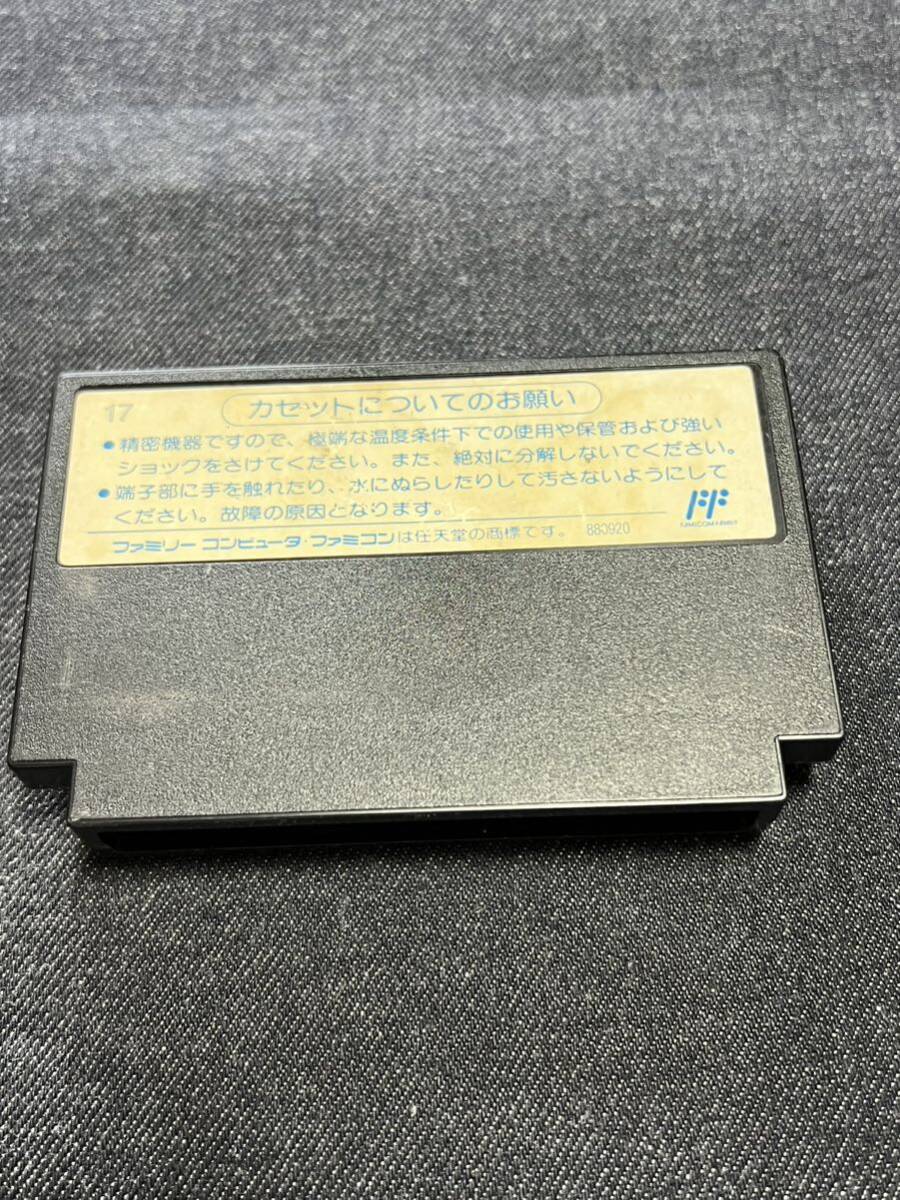 17
カセットについてのお願い
●精密機器ですので、極端な温度条件下での使用や保管および強い
ショックをさけてください。また、絶対に分解しないでください。
●端子部に手を触れたり、水にぬらしたりして汚さないようにして
ください。故障の原因となります。
ファミリー コンピュータ・ファミコンは任天堂の商標です。 880920